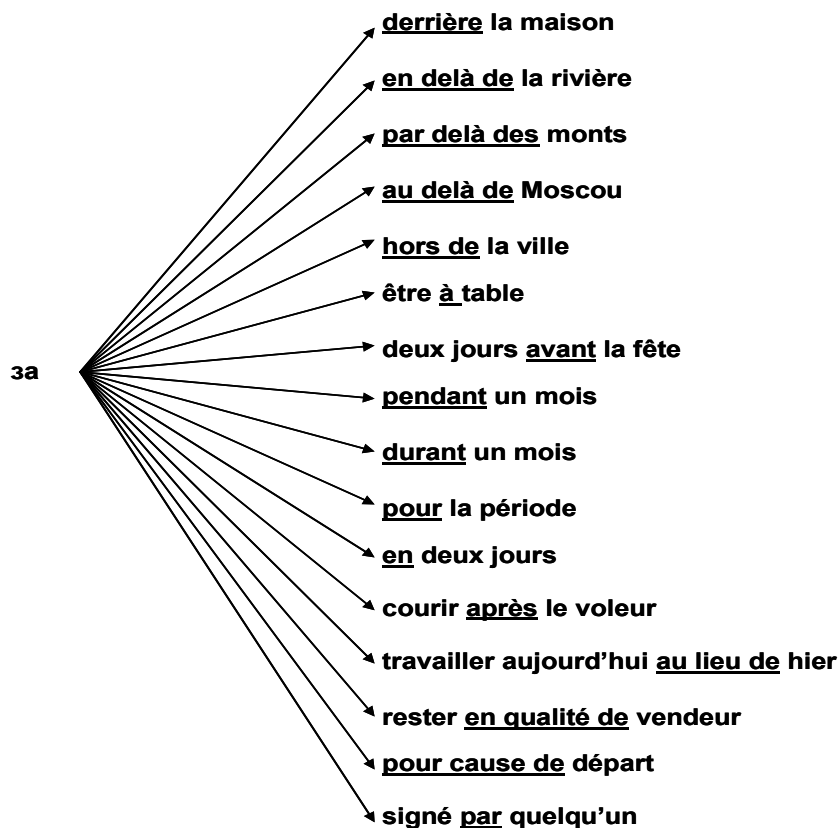 derrière la maison
en delà de la rivière
par delà des monts
au delà de Moscou
hors de la ville
être à table
deux jours avant la fête
за
pendant un mois
durant un mois
pour la période
en deux jours
courir après le voleur
travailler aujourd’hui au lieu de hier
rester en qualité de vendeur
pour cause de départ
signé par quelqu’un